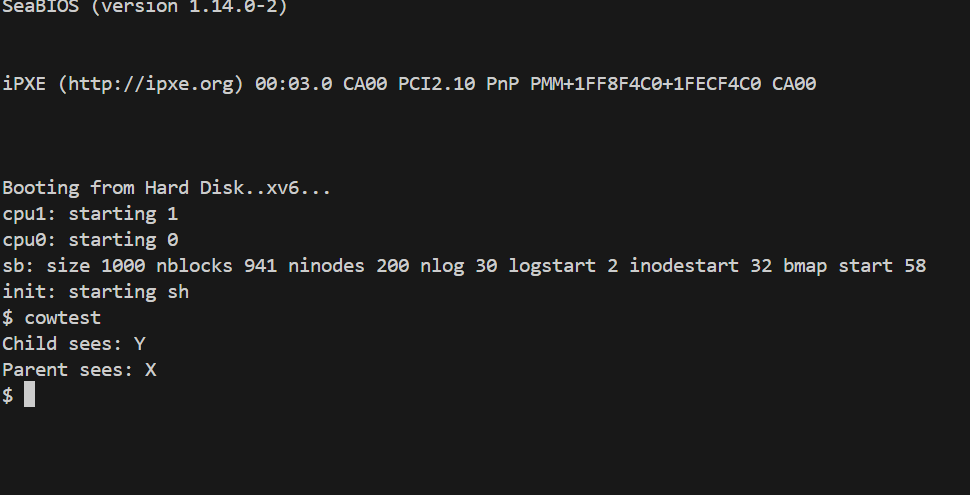 SeaBIOS (version 1.14.0-2)
iPXE (http://ipxe.org) 00:03.0 CA00 PCI2.10 PnP PMM+1FF8F4C0+1FECF4C0 CA00
Booting from Hard Disk..xv6...
cpu1: starting 1
cpu0: starting 0
sb: size 1000 nblocks 941 ninodes 200 nlog 30 logstart 2 inodestart 32 bmap start 58
init: starting sh
$ cowtest
Child sees: Y
Parent sees: X
$